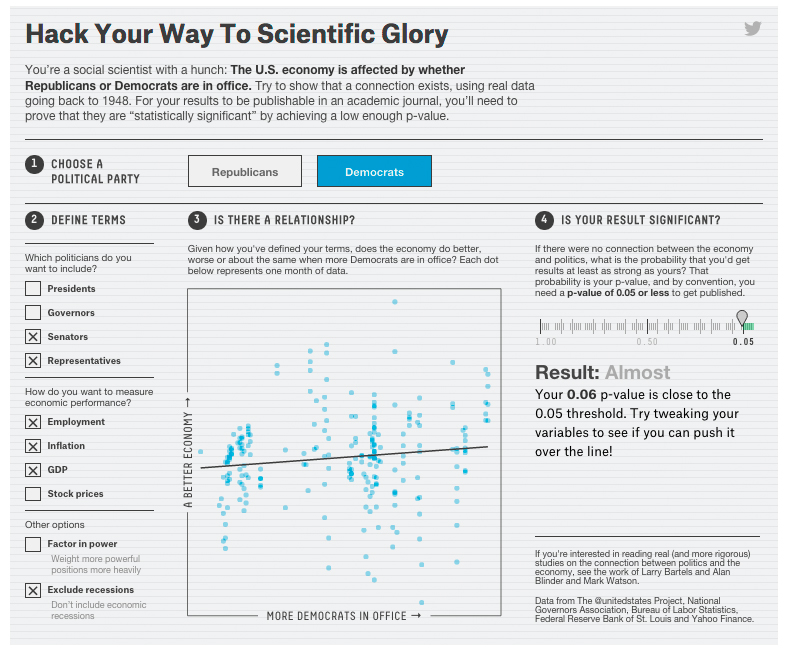 Hack Your Way To Scientific Glory
You're a social scientist with a hunch: The U.S. economy is affected by whether
Republicans or Democrats are in office. Try to show that a connection exists, using real data
going back to 1948. For your results to be publishable in an academic journal, you'll need to
prove that they are “statistically significant” by achieving a low enough p-value.
1 CHOOSE A
POLITICAL PARTY
Republicans
Democrats
2 DEFINE TERMS
Which politicians do you
want to include?
Presidents
Governors
Senators
Representatives
How do you want to measure
economic performance?
Employment
Inflation
GDP
Stock prices
Other options
Factor in power
Weight more powerful
positions more heavily
Exclude recessions
Don't include economic
recessions
3 IS THERE A RELATIONSHIP?
Given how you've defined your terms, does the economy do better,
worse or about the same when more Democrats are in office? Each dot
below represents one month of data.
A BETTER ECONOMY →
MORE DEMOCRATS IN OFFICE →
4 IS YOUR RESULT SIGNIFICANT?
If there were no connection between the economy
and politics, what is the probability that you'd get
results at least as strong as yours? That
probability is your p-value, and by convention, you
need a p-value of 0.05 or less to get published.
1.00 0.50 0.05
Result: Almost
Your 0.06 p-value is close to the
0.05 threshold. Try tweaking your
variables to see if you can push it
over the line!
If you're interested in reading real (and more rigorous)
studies on the connection between politics and the
economy, see the work of Larry Bartels and Alan
Blinder and Mark Watson.
Data from The @unitedstates Project, National
Governors Association, Bureau of Labor Statistics,
Federal Reserve Bank of St. Louis and Yahoo Finance.